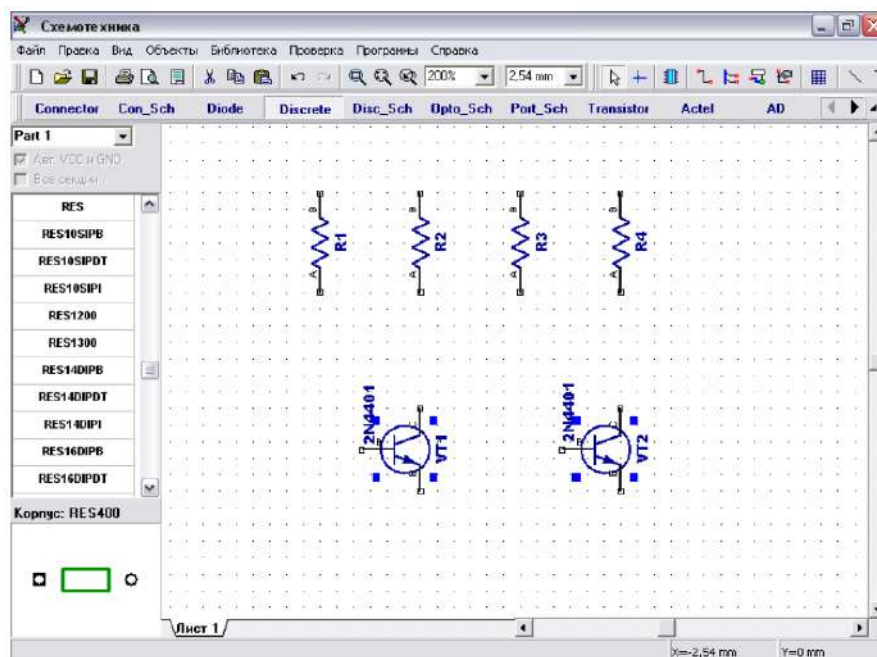 Схемотехника
Файл Правка Вид Объекты Библиотека Проверка Программы Справка
200% 2,54 mm
Connector Con_Sch Diode Discrete Disc_Sch Opto_Sch Port_Sch Transistor Actel AD
Part 1
Авт. VCC и GND
Все секции
RES
RES10SIPB
RES10SIPDT
RES10SIPI
RES1200
RES1300
RES14DIPB
RES14DIPDT
RES14DIPI
RES16DIPB
RES16DIPDT
Корпус: RES400
B B B B
R1 R2 R3 R4
A A A A
2N4401 2N4401
VT1 VT2
Лист 1
X=-2,54 mm Y=0 mm